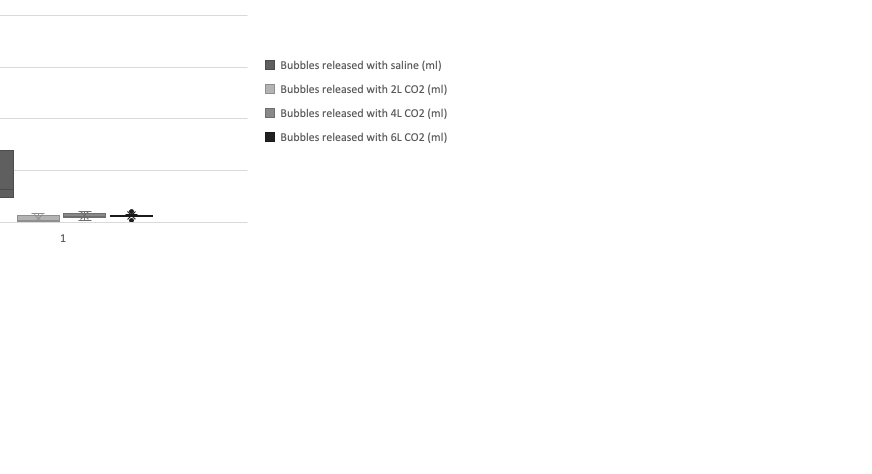 Bubbles released with saline (ml)
Bubbles released with 2L CO2 (ml)
Bubbles released with 4L CO2 (ml)
Bubbles released with 6L CO2 (ml)
1